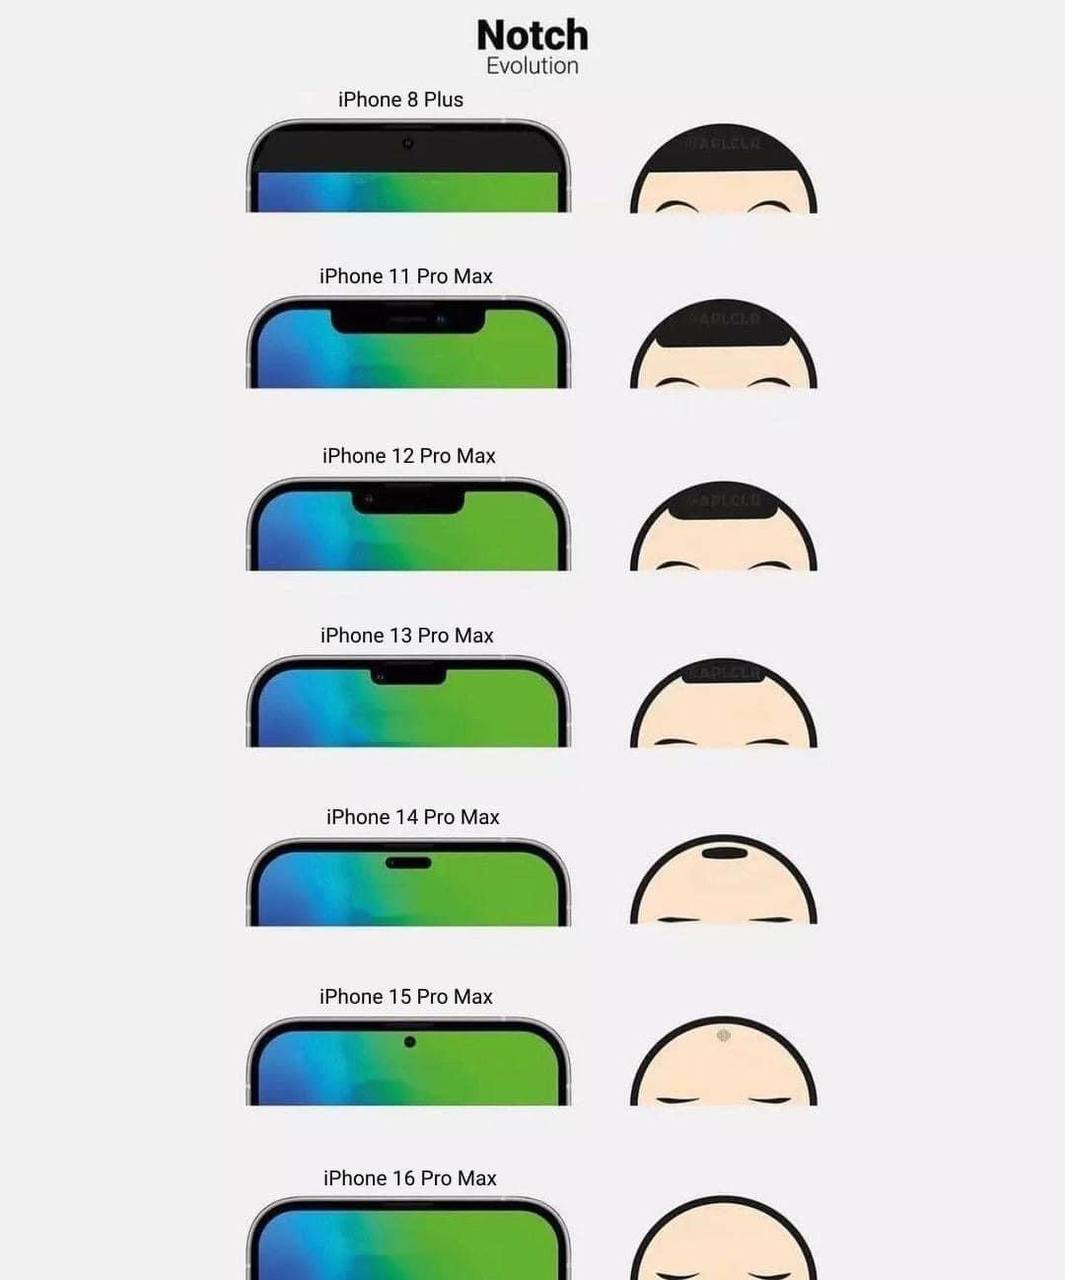 Notch
Evolution
iPhone 8 Plus
iPhone 11 Pro Max
iPhone 12 Pro Max
iPhone 13 Pro Max
iPhone 14 Pro Max
iPhone 15 Pro Max
iPhone 16 Pro Max